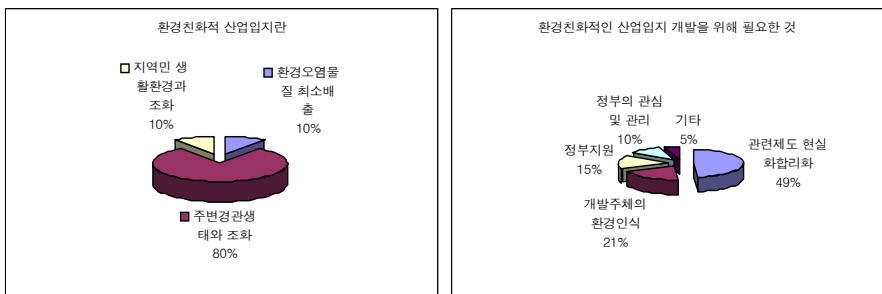 환경친화적 산업입지란
지역민 생
활환경과
조화
10%
환경오염물
질 최소배
출
10%
주변경관생
태와 조화
80%
환경친화적인 산업입지 개발을 위해 필요한 것
정부의 관심
및 관리
10%
기타
5%
관련제도 현실
화합리화
49%
정부지원
15%
개발주체의
환경인식
21%